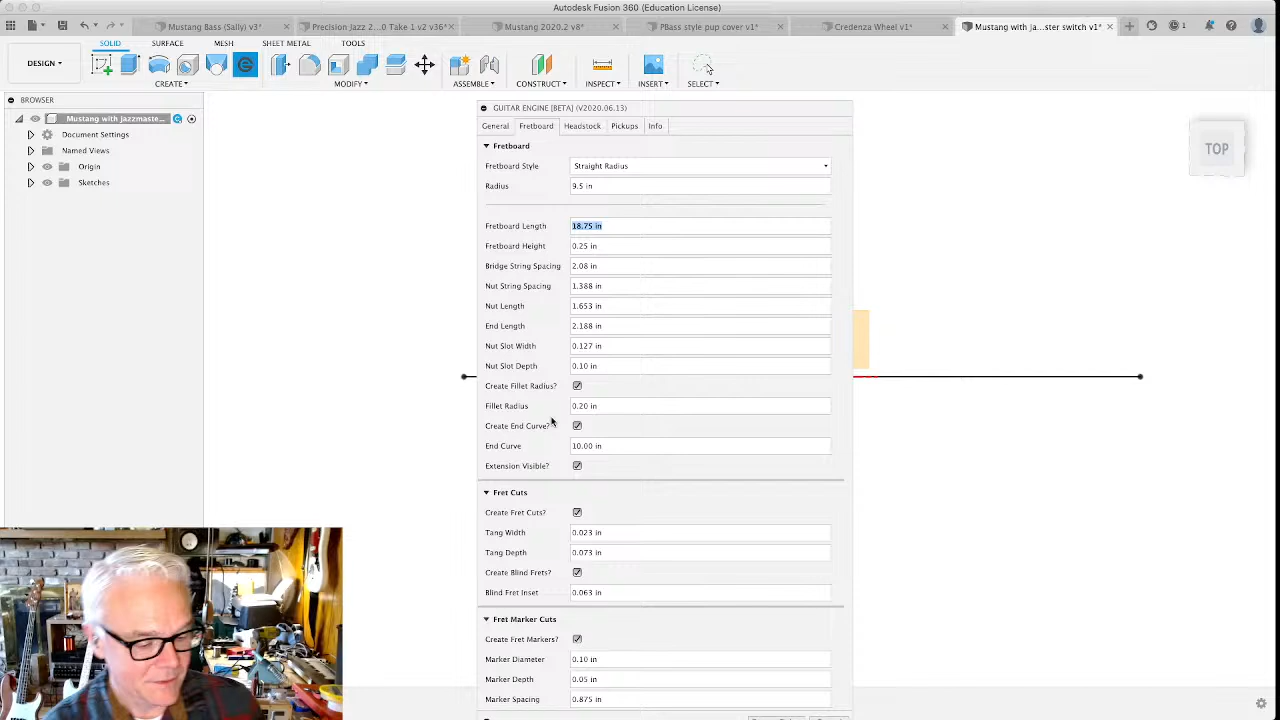 Autodesk Fusion 360 (Education License)
Mustang Bass (Sally) v3* Precision Jazz 2...0 Take 1 v2 v36* Mustang 2020.2 v8* PBass style pup cover v1* Credenza Wheel v1* Mustang with ja...ster switch v1* 1
SOLID SURFACE MESH SHEET METAL TOOLS
DESIGN
CREATE MODIFY ASSEMBLE CONSTRUCT INSPECT INSERT SELECT
BROWSER
Mustang with Jazzmaste...
Document Settings
Named Views
Origin
Sketches
TOP
GUITAR ENGINE [BETA] (V2020.06.13)
General Fretboard Headstock Pickups Info
Fretboard
Fretboard Style Straight Radius
Radius 9.5 in
Fretboard Length 18.75 in
Fretboard Height 0.25 in
Bridge String Spacing 2.08 in
Nut String Spacing 1.388 in
Nut Length 1.653 in
End Length 2.188 in
Nut Slot Width 0.127 in
Nut Slot Depth 0.10 in
Create Fillet Radius?
Fillet Radius 0.20 in
Create End Curve?
End Curve 10.00 in
Extension Visible?
Fret Cuts
Create Fret Cuts?
Tang Width 0.023 in
Tang Depth 0.073 in
Create Blind Frets?
Blind Fret Inset 0.063 in
Fret Marker Cuts
Create Fret Markers?
Marker Diameter 0.10 in
Marker Depth 0.05 in
Marker Spacing 0.875 in